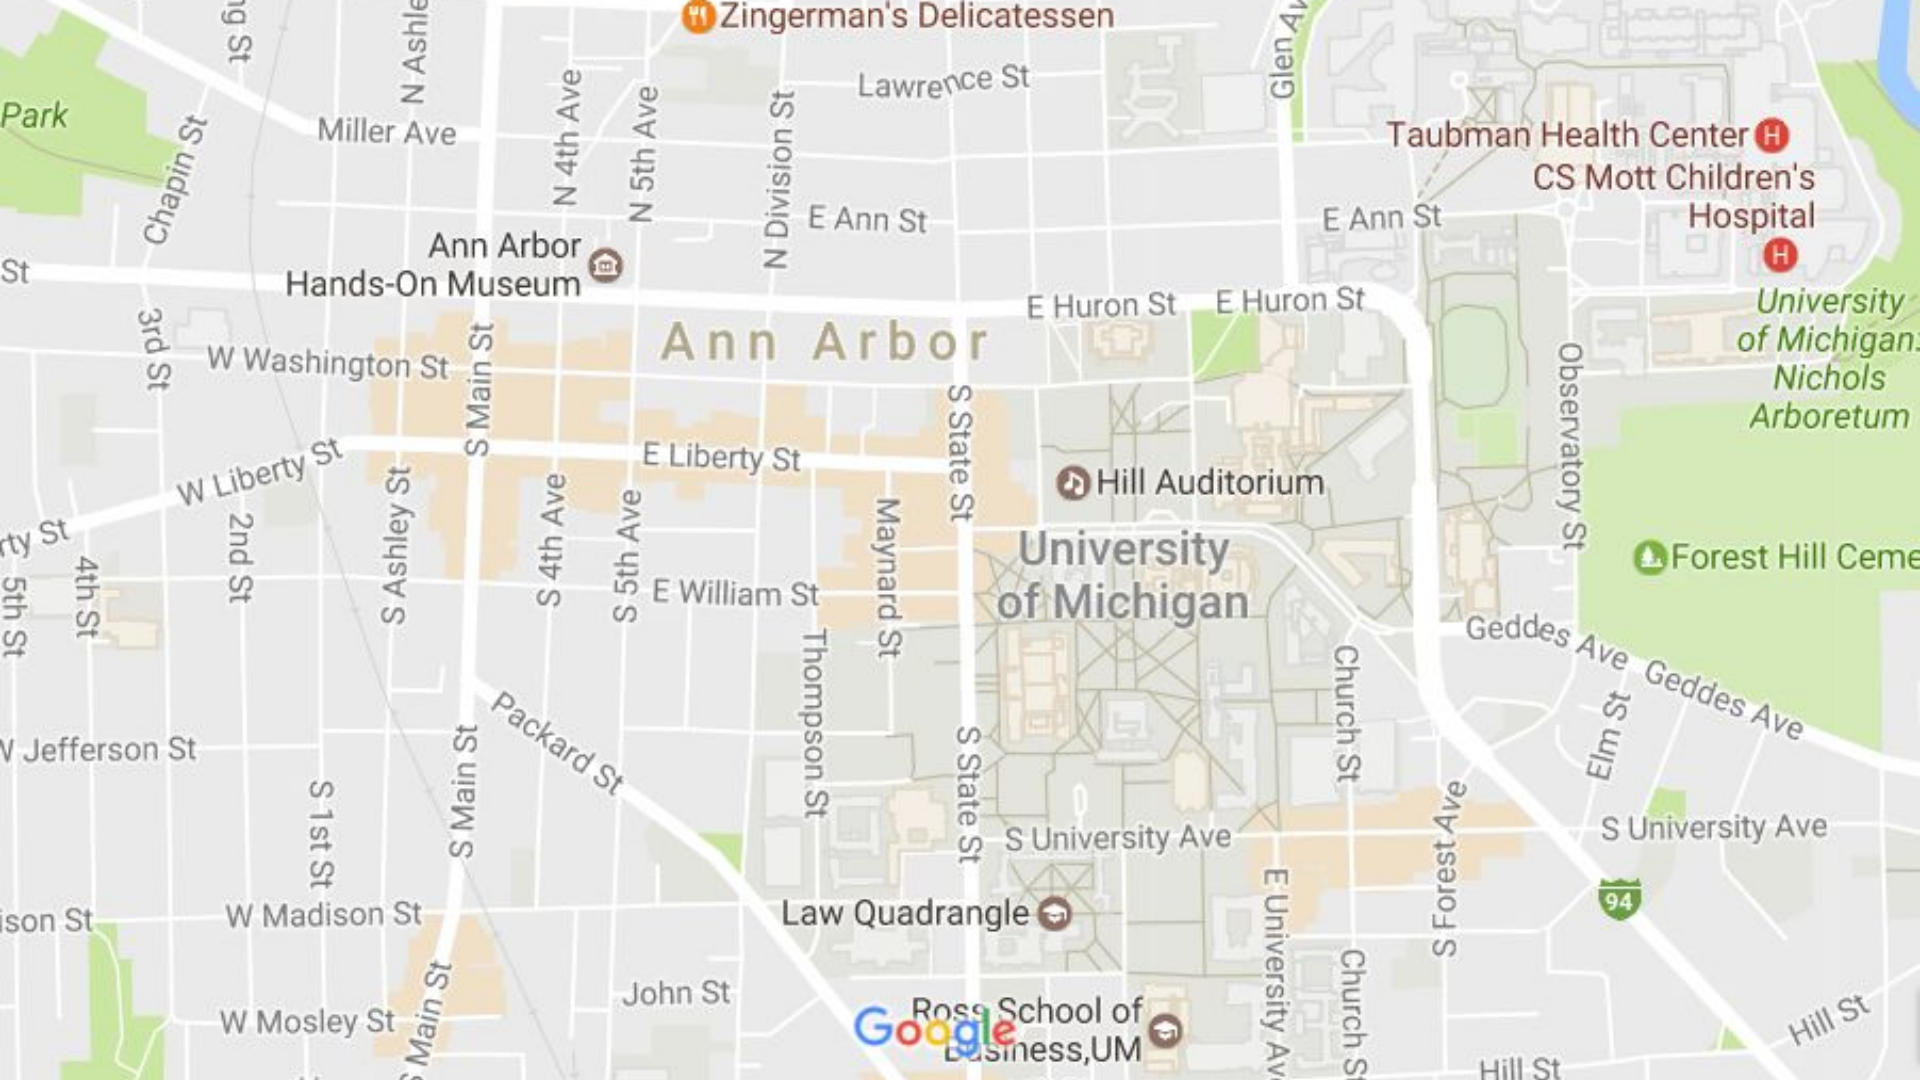 Zingerman's Delicatessen
N Ashle
Glen Av
Lawrence St
Park
Miller Ave
Chapin St
N 4th Ave
N 5th Ave
N Division St
Taubman Health Center
H
CS Mott Children's
Hospital
H
E Ann St
E Ann St
Ann Arbor
Hands-On Museum
St
E Huron St
E Huron St
University
of Michigan:
Nichols
Arboretum
3rd St
Ann Arbor
W Washington St
S Main St
S State St
Observatory St
W Liberty St
E Liberty St
Hill Auditorium
rty St
2nd St
S Ashley St
S 4th Ave
S 5th Ave
Maynard St
University
of Michigan
Forest Hill Ceme
5th St
4th St
E William St
Geddes Ave
Geddes Ave
Thompson St
Church St
Elm St
Packard St
W Jefferson St
S Main St
S State St
S 1st St
S University Ave
S Forest Ave
S University Ave
94
ison St
W Madison St
Law Quadrangle
E University Ave
Church St
S Main St
W Mosley St
John St
Ross School of
Business,UM
Google
Hill St
Hill St